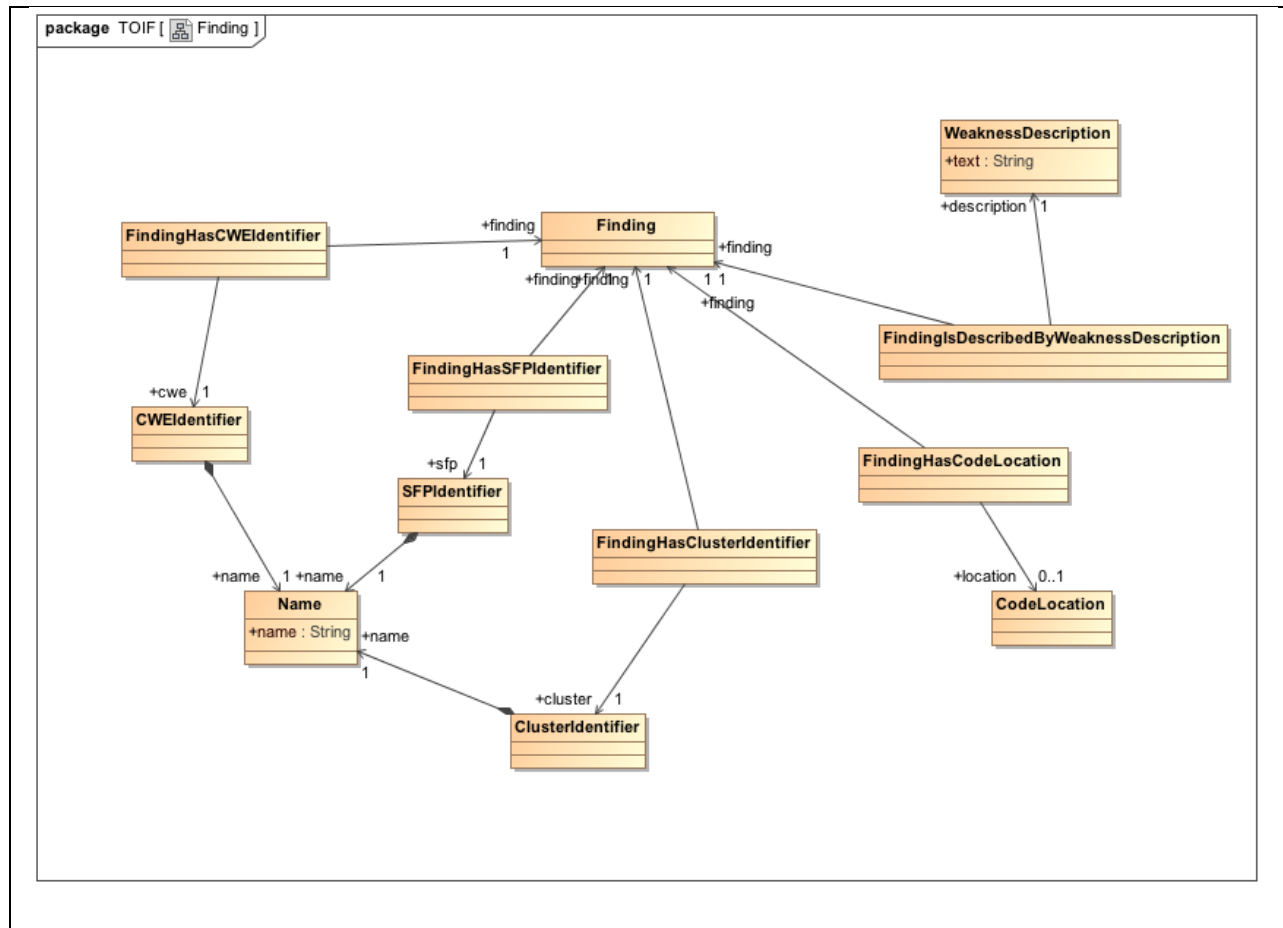 package TOIF [ Finding ]
WeaknessDescription
+text : String
+description 1
FindingHasCWEIdentifier
+finding
1
Finding
+finding
1
+finding
1
+finding
1
1
+finding
FindingIsDescribedByWeaknessDescription
FindingHasSFPIdentifier
+cwe 1
CWEIdentifier
FindingHasCodeLocation
+sfp 1
SFPIdentifier
FindingHasClusterIdentifier
+name 1
+name 1
+location 0..1
Name
+name : String
+name
1
CodeLocation
+cluster 1
ClusterIdentifier